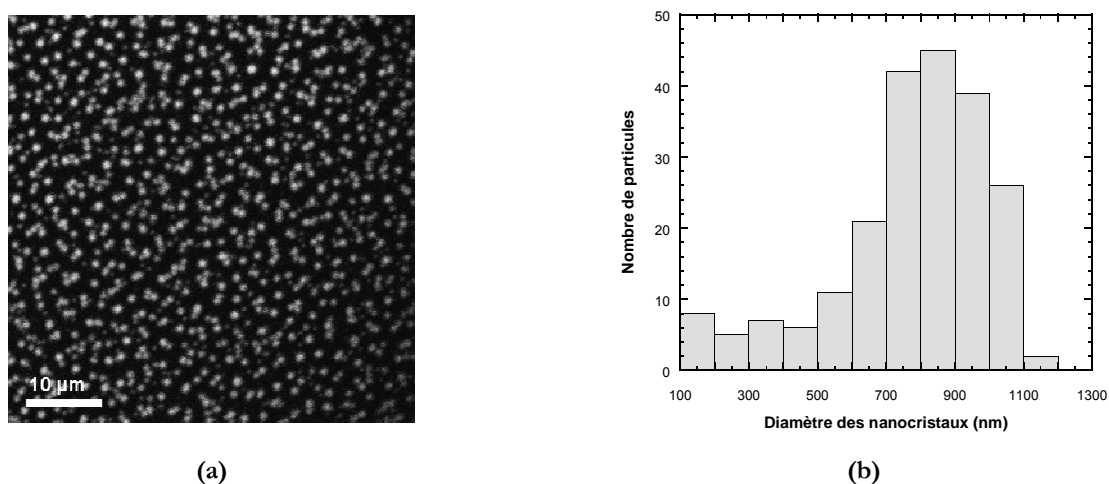 10 µm
(a)
50
40
30
20
10
0
Nombre de particules
100 300 500 700 900 1100 1300
Diamètre des nanocristaux (nm)
(b)